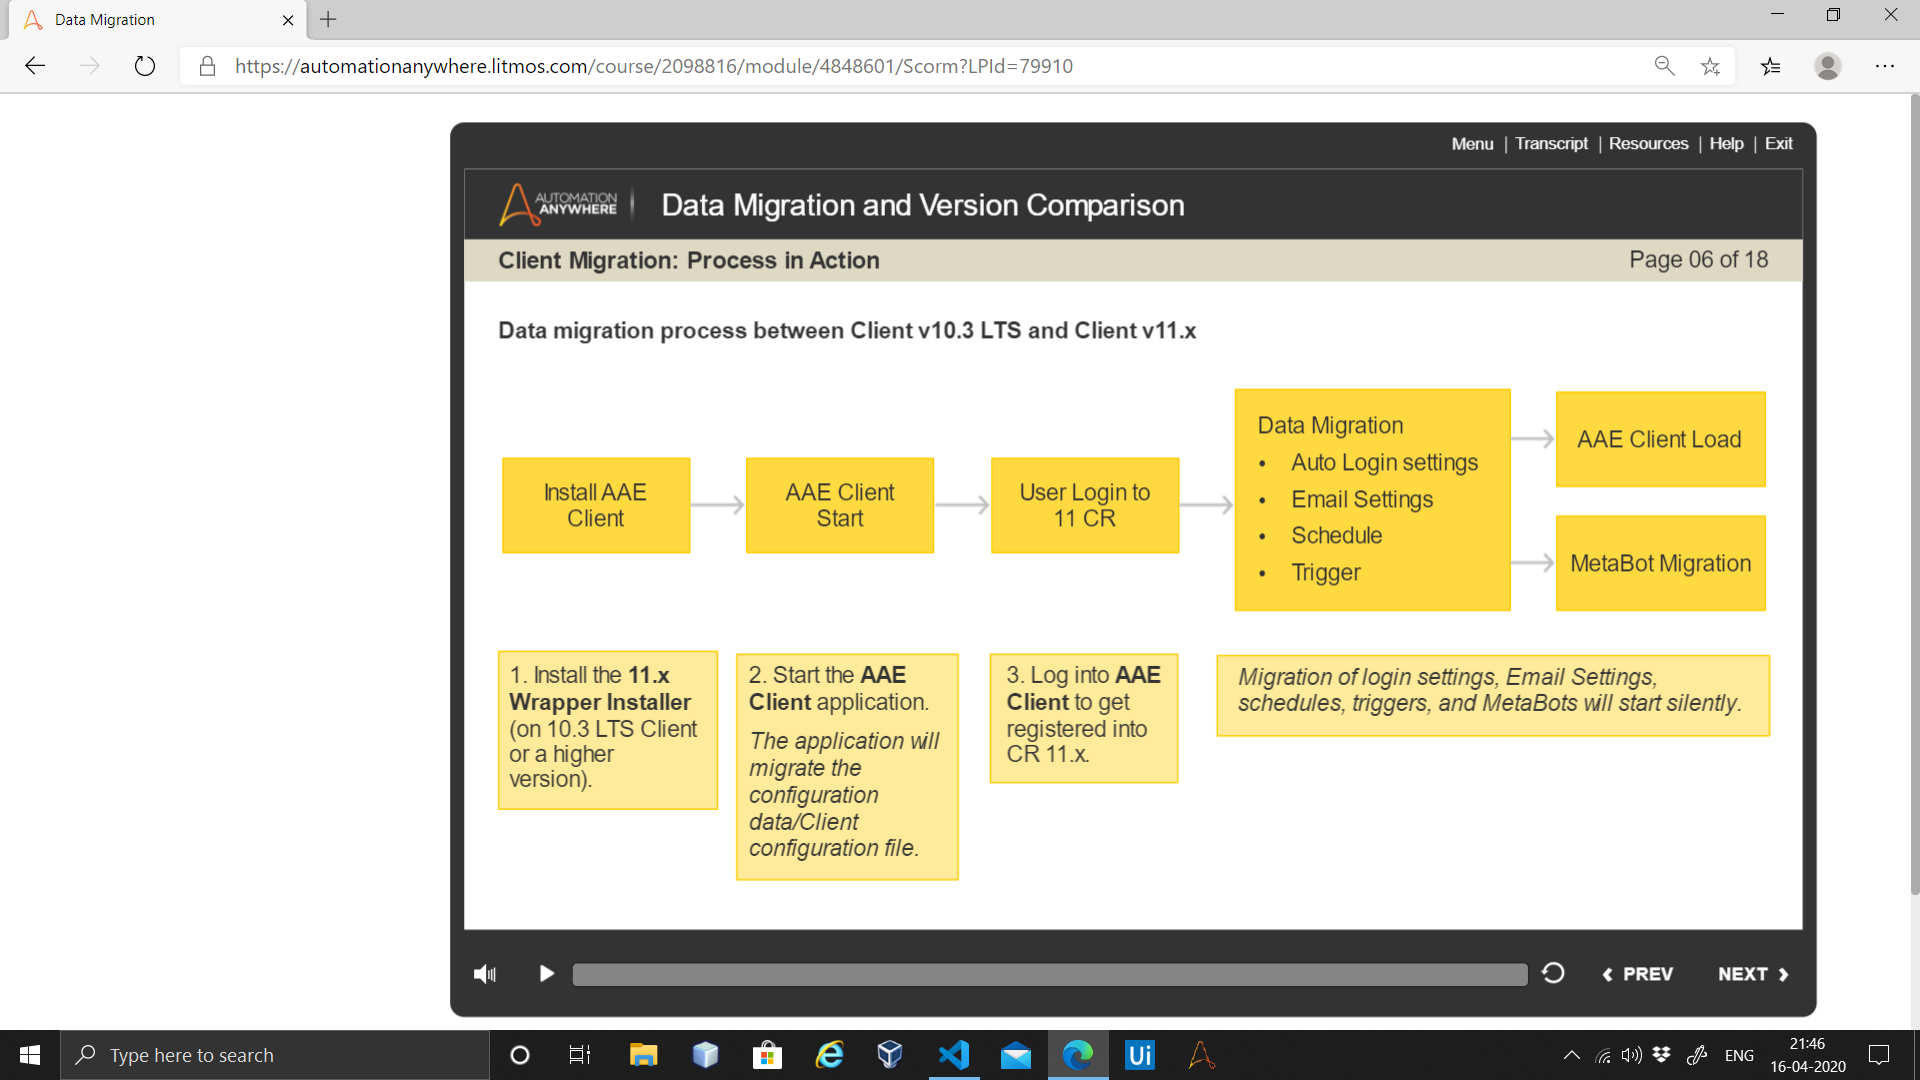 Data Migration
https://automationanywhere.litmos.com/course/2098816/module/4848601/Scorm?LPId=79910
Menu | Transcript | Resources | Help | Exit
AUTOMATION
ANYWHERE
Data Migration and Version Comparison
Client Migration: Process in Action
Page 06 of 18
Data migration process between Client v10.3 LTS and Client v11.x
Install AAE
Client
AAE Client
Start
User Login to
11 CR
Data Migration
• Auto Login settings
• Email Settings
• Schedule
• Trigger
AAE Client Load
MetaBot Migration
1. Install the 11.x
Wrapper Installer
(on 10.3 LTS Client
or a higher
version).
2. Start the AAE
Client application.
The application will
migrate the
configuration
data/Client
configuration file.
3. Log into AAE
Client to get
registered into
CR 11.x.
Migration of login settings, Email Settings,
schedules, triggers, and MetaBots will start silently.
PREV
NEXT
Type here to search
Ui
ENG
21:46
16-04-2020